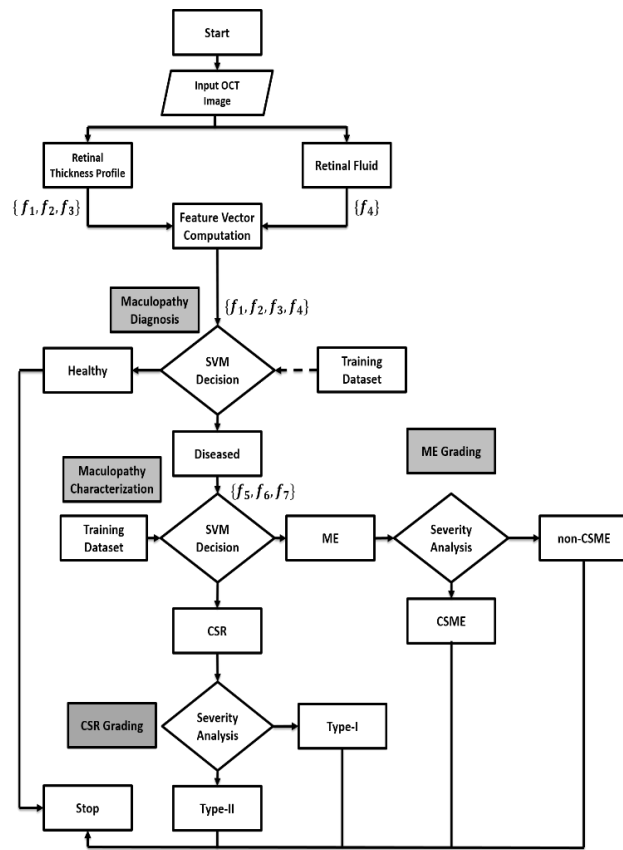 Start
Input OCT
Image
Retinal
Thickness Profile
Retinal Fluid
{f₁, f₂, f₃}
{f₄}
Feature Vector
Computation
{f₁, f₂, f₃, f₄}
Maculopathy
Diagnosis
Healthy
SVM
Decision
Training
Dataset
Diseased
ME Grading
Maculopathy
Characterization
{f₅, f₆, f₇}
Training
Dataset
SVM
Decision
ME
Severity
Analysis
non-CSME
CSR
CSME
CSR Grading
Severity
Analysis
Type-I
Stop
Type-II